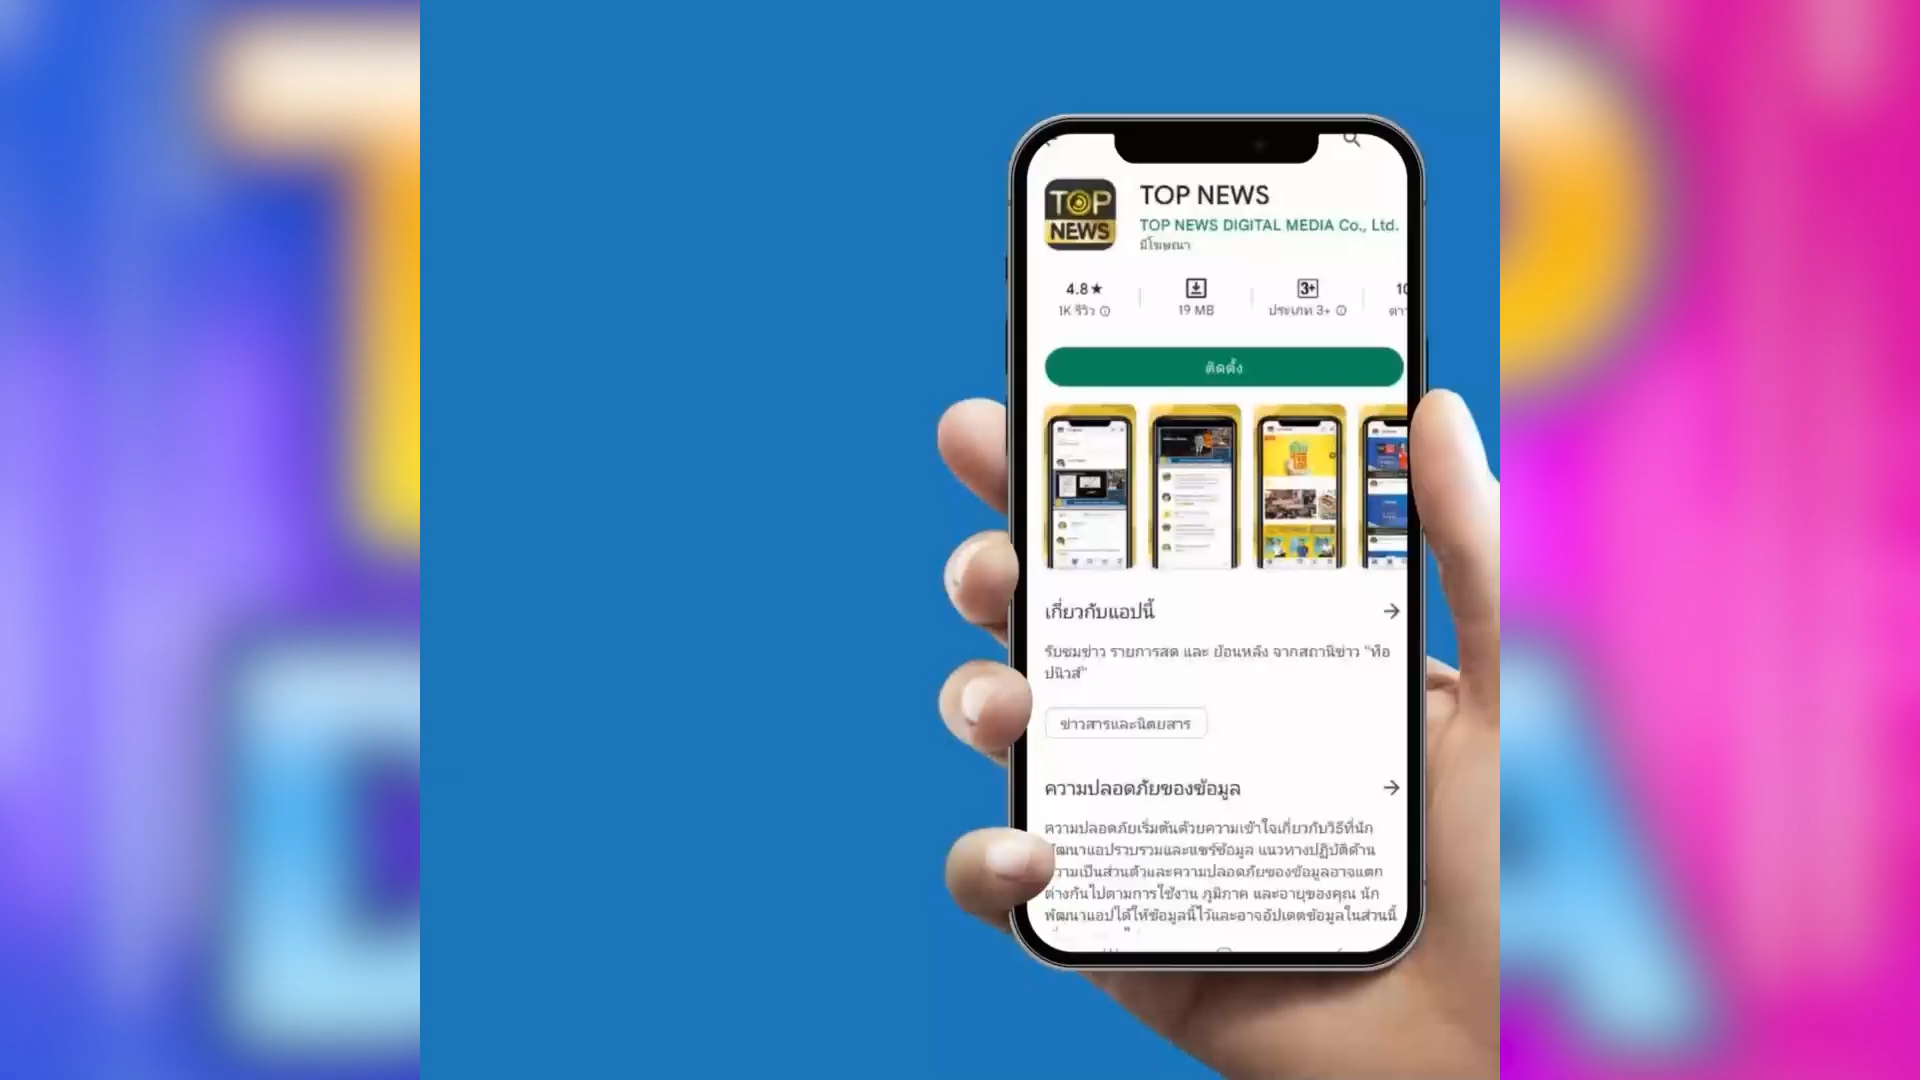 TOP
NEWS
TOP NEWS
TOP NEWS DIGITAL MEDIA Co., Ltd.
มีโฆษณา
4.8★
1K รีวิว
19 MB
3+
ประเภท 3+
ติดตั้ง
เกี่ยวกับแอปนี้
รับชมข่าว รายการสด และ ย้อนหลัง จากสถานีข่าว “ท็อ
ปนิวส์”
ข่าวสารและนิตยสาร
ความปลอดภัยของข้อมูล
ความปลอดภัยเริ่มต้นด้วยความเข้าใจเกี่ยวกับวิธีที่นัก
พัฒนาแอปรวบรวมและแชร์ข้อมูล แนวทางปฏิบัติด้าน
ความเป็นส่วนตัวและความปลอดภัยของข้อมูลอาจแตก
ต่างกันไปตามการใช้งาน ภูมิภาค และอายุของคุณ นัก
พัฒนาแอปได้ให้ข้อมูลนี้ไว้และอาจอัปเดตข้อมูลในส่วนนี้